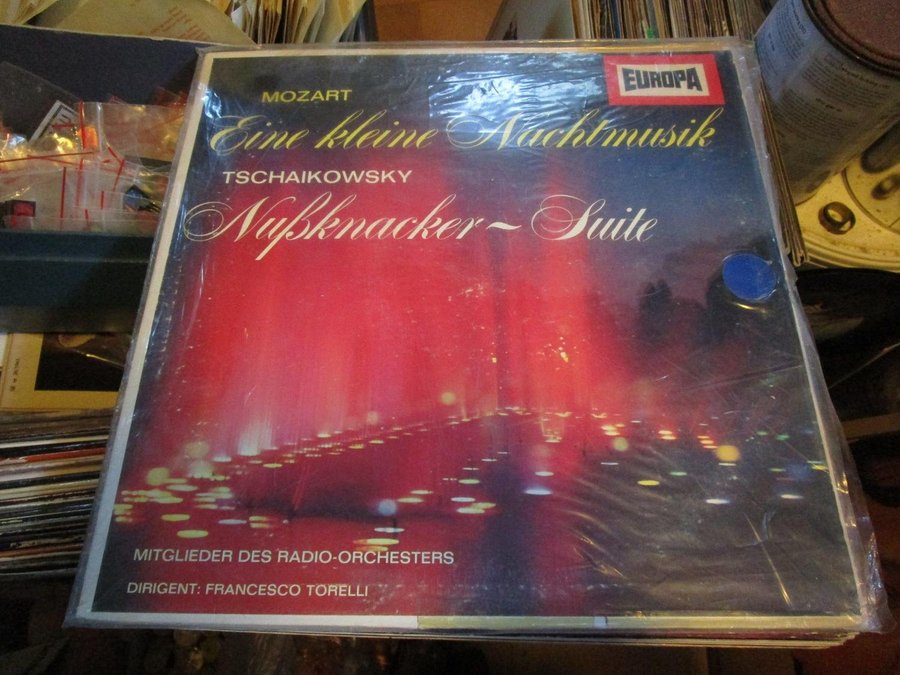 EUROPA
MOZART
Eine kleine Nachtmusik
TSCHAIKOWSKY
Nußknacker ~ Suite
MITGLIEDER DES RADIO-ORCHESTERS
DIRIGENT: FRANCESCO TORELLI